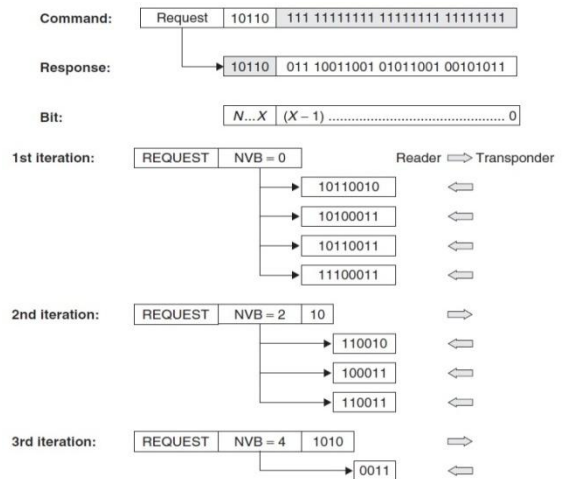 Command: Request 10110 111 11111111 11111111 11111111
Response: 10110 011 10011001 01011001 00101011
Bit: N...X (X – 1) ............................................. 0
1st iteration: REQUEST NVB = 0 Reader Transponder
10110010
10100011
10110011
11100011
2nd iteration: REQUEST NVB = 2 10
110010
100011
110011
3rd iteration: REQUEST NVB = 4 1010
0011